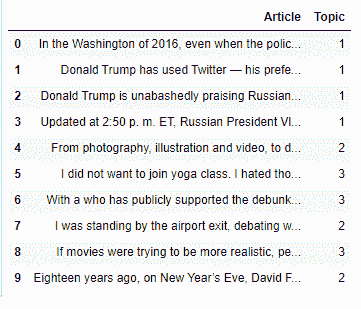 Article Topic
0 In the Washington of 2016, even when the polic... 1
1 Donald Trump has used Twitter — his prefe... 1
2 Donald Trump is unabashedly praising Russian... 1
3 Updated at 2:50 p. m. ET, Russian President Vl... 1
4 From photography, illustration and video, to d... 2
5 I did not want to join yoga class. I hated tho... 3
6 With a who has publicly supported the debunk... 3
7 I was standing by the airport exit, debating w... 2
8 If movies were trying to be more realistic, pe... 3
9 Eighteen years ago, on New Year’s Eve, David F... 2